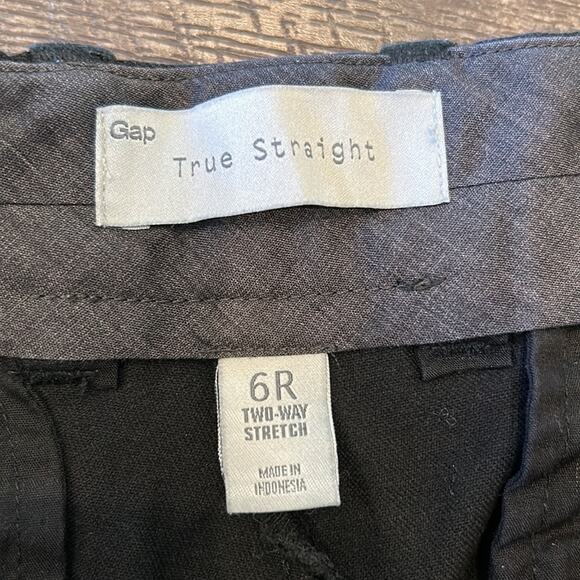 Gap
True Straight
6R
TWO-WAY
STRETCH
MADE IN
INDONESIA